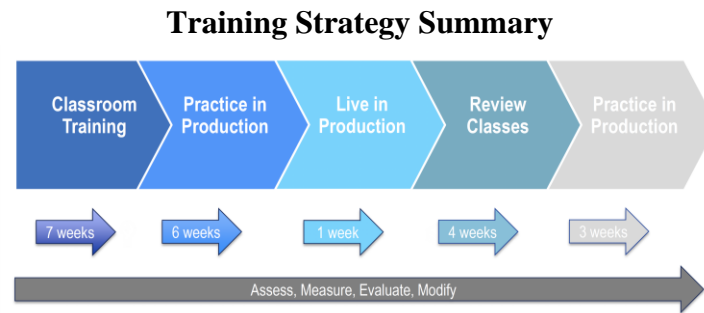 Training Strategy Summary
Classroom
Training
Practice in
Production
Live in
Production
Review
Classes
Practice in
Production
7 weeks
6 weeks
1 week
4 weeks
3 weeks
Assess, Measure, Evaluate, Modify